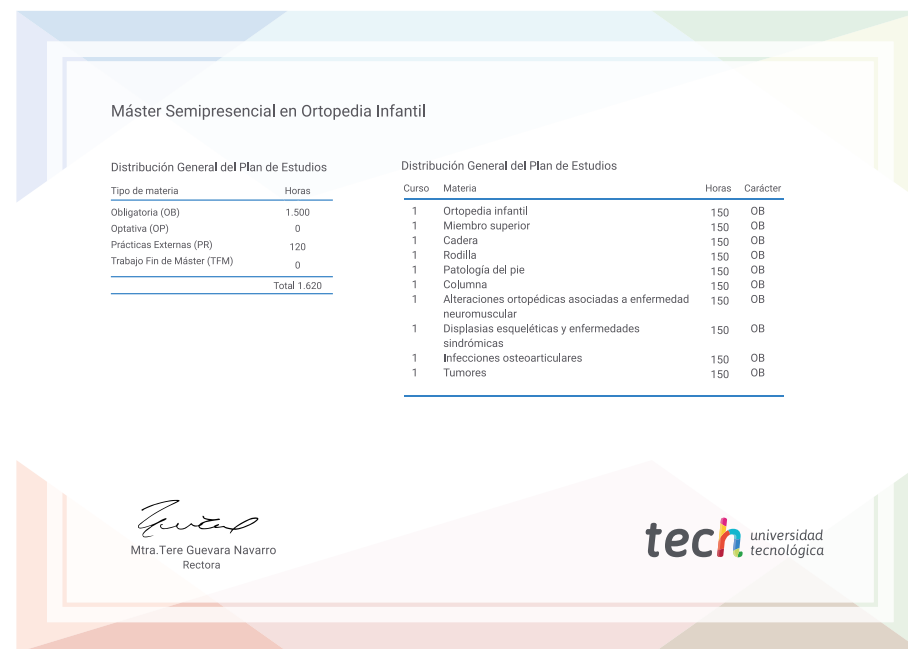 Máster Semipresencial en Ortopedia Infantil
Distribución General del Plan de Estudios
Tipo de materia Horas
Obligatoria (OB) 1.500
Optativa (OP) 0
Prácticas Externas (PR) 120
Trabajo Fin de Máster (TFM) 0
Total 1.620
Distribución General del Plan de Estudios
Curso Materia Horas Carácter
1 Ortopedia infantil 150 OB
1 Miembro superior 150 OB
1 Cadera 150 OB
1 Rodilla 150 OB
1 Patología del pie 150 OB
1 Columna 150 OB
1 Alteraciones ortopédicas asociadas a enfermedad 150 OB
neuromuscular
1 Displasias esqueléticas y enfermedades 150 OB
sindrómicas
1 Infecciones osteoarticulares 150 OB
1 Tumores 150 OB
Mtra.Tere Guevara Navarro
Rectora
tech universidad
tecnológica